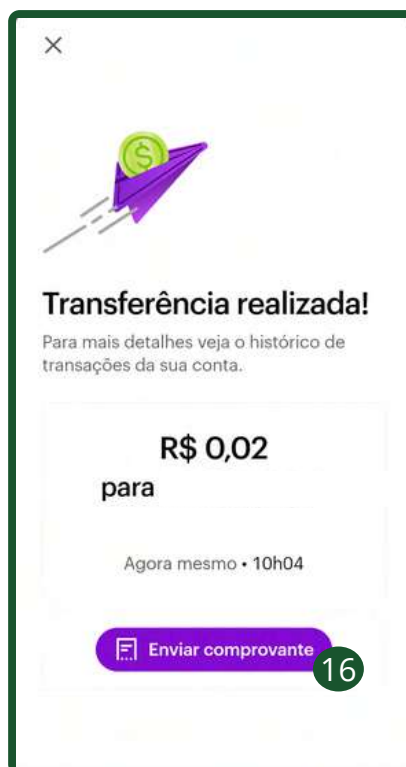 $
Transferência realizada!
Para mais detalhes veja o histórico de
transações da sua conta.
R$ 0,02
para
Agora mesmo • 10h04
Enviar comprovante
16